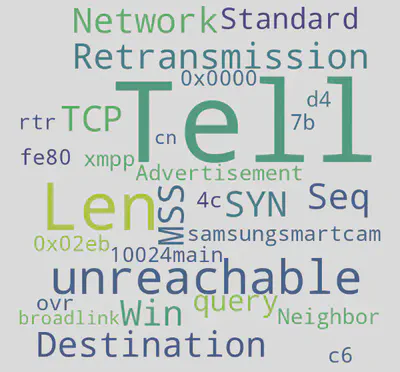 Network Standard
Retransmission
0x0000
Tell
d4
rtr TCP cn 7b
fe80 xmpp
Advertisement
Len MSS 4c SYN Seq
0x02eb samsungsmartcam
10024main
unreachable
ovr Win query
broadlink Neighbor
Destination
c6